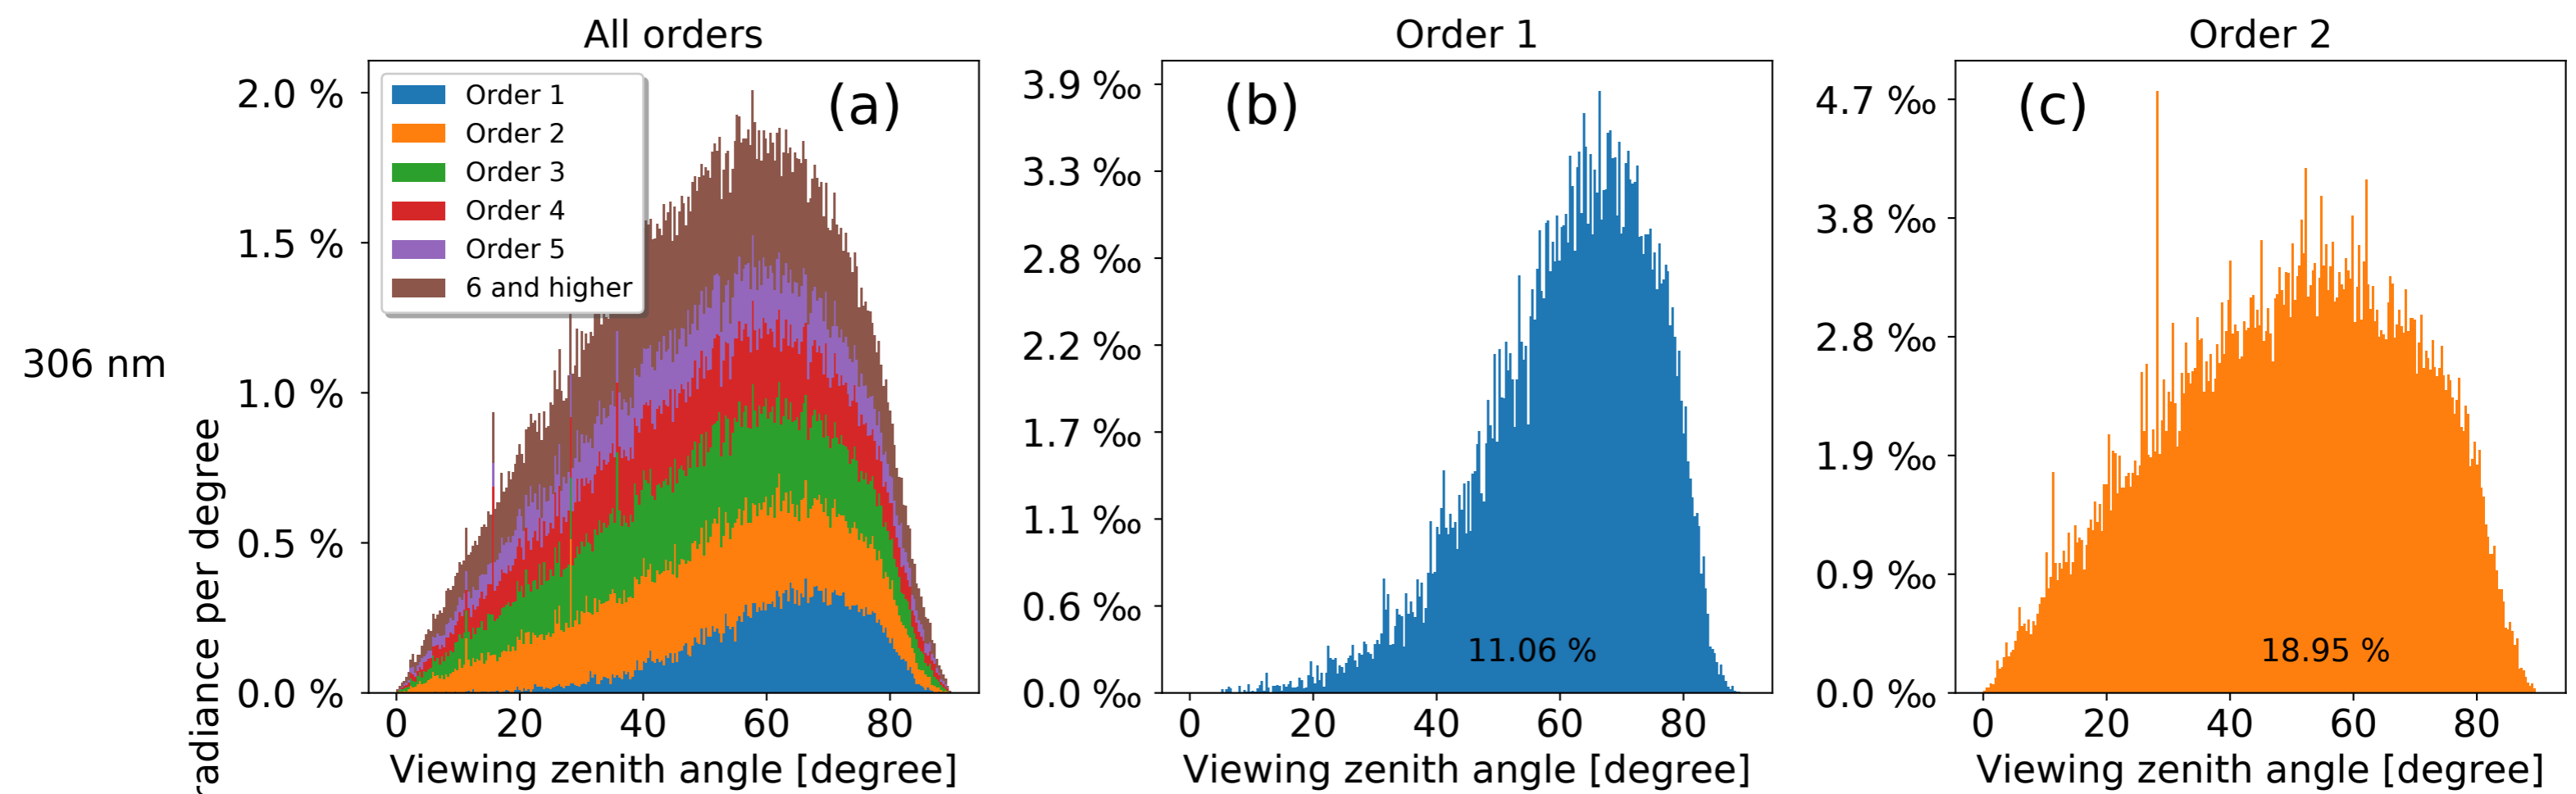 All orders
Order 1
Order 2
2.0 %
1.5 %
1.0 %
0.5 %
0.0 %
Order 1
Order 2
Order 3
Order 4
Order 5
6 and higher
(a)
0 20 40 60 80
Viewing zenith angle [degree]
3.9 ‰
3.3 ‰
2.8 ‰
2.2 ‰
1.7 ‰
1.1 ‰
0.6 ‰
0.0 ‰
(b)
11.06 %
0 20 40 60 80
Viewing zenith angle [degree]
4.7 ‰
3.8 ‰
2.8 ‰
1.9 ‰
0.9 ‰
0.0 ‰
(c)
18.95 %
0 20 40 60 80
Viewing zenith angle [degree]
306 nm
radiance per degree